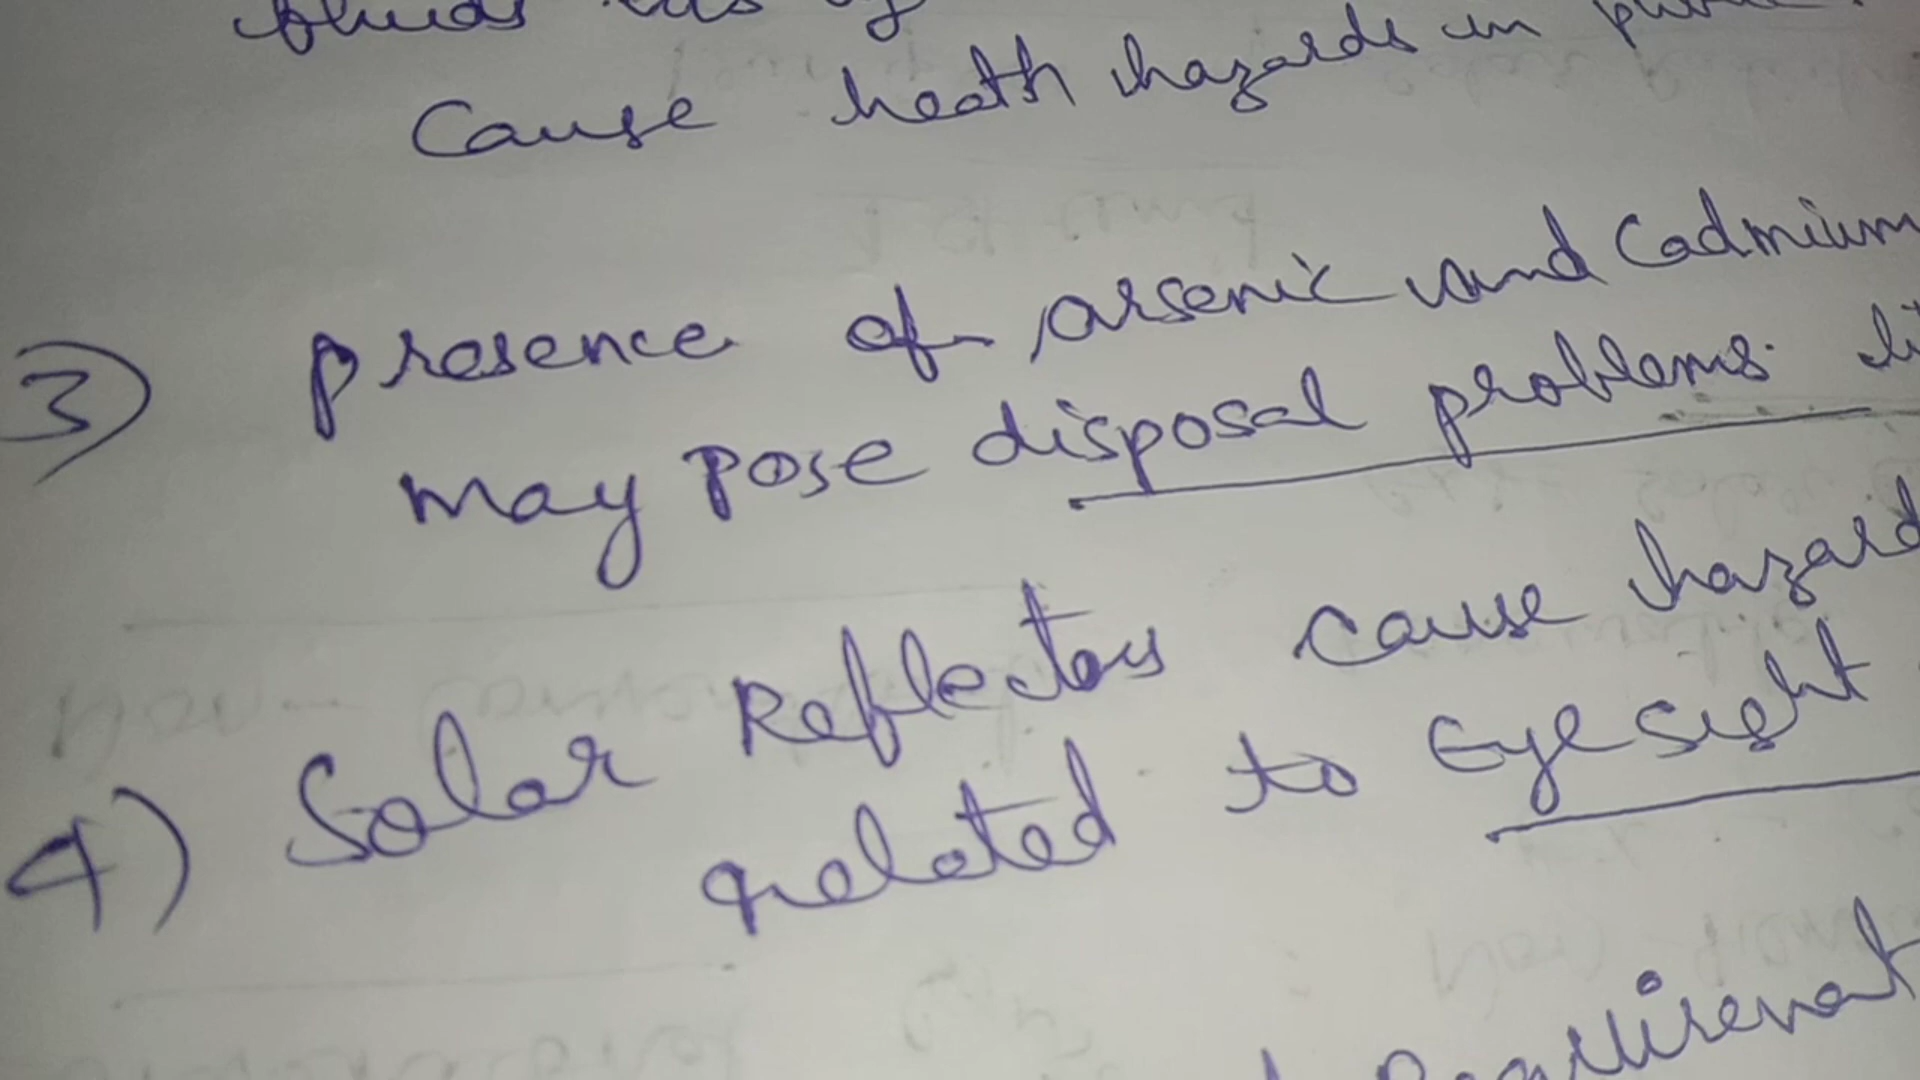 Cause heath hazards in
3) presence of arsenic and Cadmium
may pose disposal problems.
4) Solar Reflectors cause hazard
related to Eye sight
Requirement